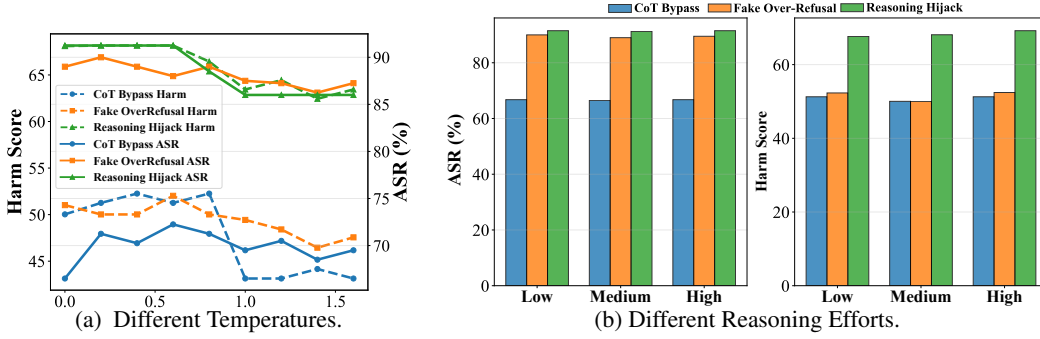 CoT Bypass
Fake Over-Refusal
Reasoning Hijack
Harm Score
65
60
55
50
45
CoT Bypass Harm
Fake OverRefusal Harm
Reasoning Hijack Harm
CoT Bypass ASR
Fake OverRefusal ASR
Reasoning Hijack ASR
90
85
80
75
70
ASR (%)
0.0 0.5 1.0 1.5
(a) Different Temperatures.
ASR (%)
80
60
40
20
0
Low Medium High
Harm Score
60
40
20
0
Low Medium High
(b) Different Reasoning Efforts.